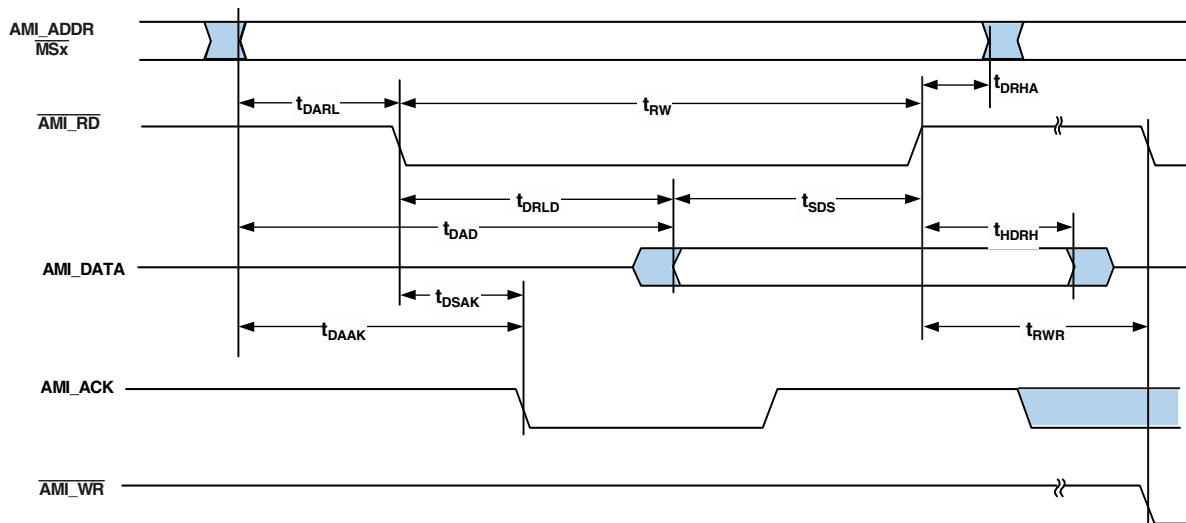 AMI_ADDR
MSx
tDARL
tRW
tDRHA
AMI_RD
tDRLD
tSDS
tDAD
tHDRH
AMI_DATA
tDSAK
tDAAK
tRWR
AMI_ACK
AMI_WR